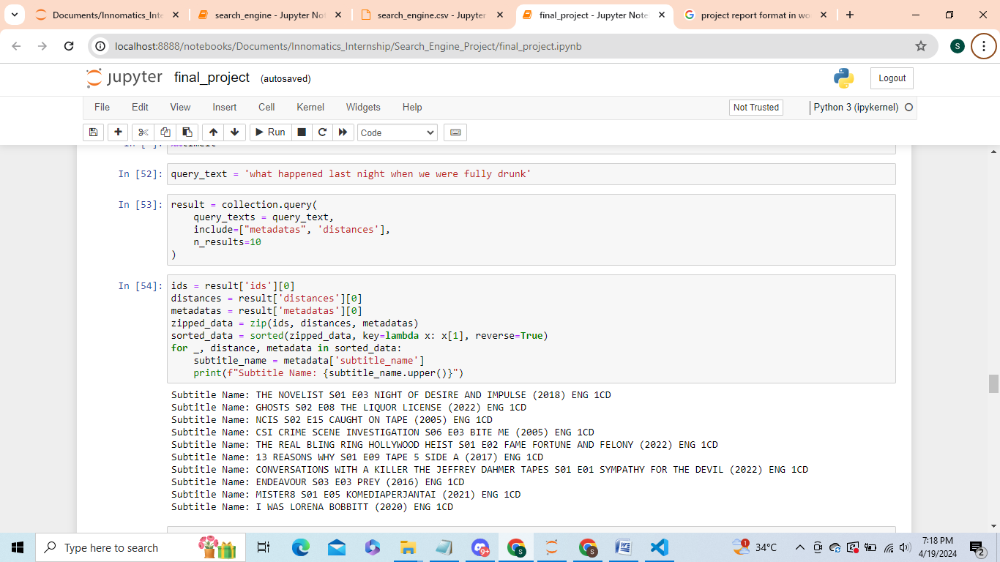 Documents/Innomatics_Inte
search_engine - Jupyter Not
search_engine.csv - Jupyter
final_project - Jupyter Note
project report format in wo
localhost:8888/notebooks/Documents/Innomatics_Internship/Search_Engine_Project/final_project.ipynb
S
jupyter final_project (autosaved)
Logout
File Edit View Insert Cell Kernel Widgets Help
Not Trusted
Python 3 (ipykernel)
Run
Code
In [52]: query_text = 'what happened last night when we were fully drunk'
In [53]: result = collection.query(
query_texts = query_text,
include=["metadatas", 'distances'],
n_results=10
)
In [54]: ids = result['ids'][0]
distances = result['distances'][0]
metadatas = result['metadatas'][0]
zipped_data = zip(ids, distances, metadatas)
sorted_data = sorted(zipped_data, key=lambda x: x[1], reverse=True)
for _, distance, metadata in sorted_data:
subtitle_name = metadata['subtitle_name']
print(f"Subtitle Name: {subtitle_name.upper()}")
Subtitle Name: THE NOVELIST S01 E03 NIGHT OF DESIRE AND IMPULSE (2018) ENG 1CD
Subtitle Name: GHOSTS S02 E08 THE LIQUOR LICENSE (2022) ENG 1CD
Subtitle Name: NCIS S02 E15 CAUGHT ON TAPE (2005) ENG 1CD
Subtitle Name: CSI CRIME SCENE INVESTIGATION S06 E03 BITE ME (2005) ENG 1CD
Subtitle Name: THE REAL BLING RING HOLLYWOOD HEIST S01 E02 FAME FORTUNE AND FELONY (2022) ENG 1CD
Subtitle Name: 13 REASONS WHY S01 E09 TAPE 5 SIDE A (2017) ENG 1CD
Subtitle Name: CONVERSATIONS WITH A KILLER THE JEFFREY DAHMER TAPES S01 E01 SYMPATHY FOR THE DEVIL (2022) ENG 1CD
Subtitle Name: ENDEAVOUR S03 E03 PREY (2016) ENG 1CD
Subtitle Name: MISTER8 S01 E05 KOMEDIAPERJANTAI (2021) ENG 1CD
Subtitle Name: I WAS LORENA BOBBITT (2020) ENG 1CD
Type here to search
9+
S
S
1
34°C
7:18 PM
4/19/2024
2